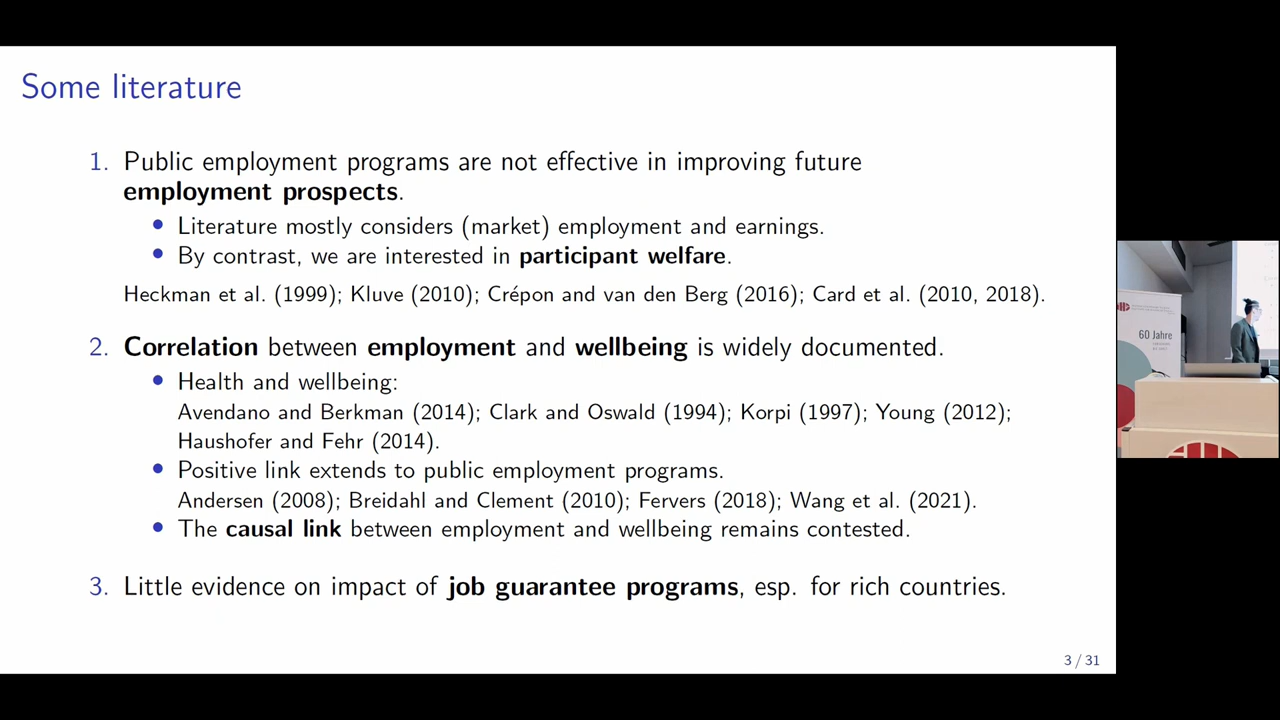 Some literature
1. Public employment programs are not effective in improving future
employment prospects.
• Literature mostly considers (market) employment and earnings.
• By contrast, we are interested in participant welfare.
Heckman et al. (1999); Kluve (2010); Crépon and van den Berg (2016); Card et al. (2010, 2018).
2. Correlation between employment and wellbeing is widely documented.
• Health and wellbeing:
Avendano and Berkman (2014); Clark and Oswald (1994); Korpi (1997); Young (2012);
Haushofer and Fehr (2014).
• Positive link extends to public employment programs.
Andersen (2008); Breidahl and Clement (2010); Fervers (2018); Wang et al. (2021).
• The causal link between employment and wellbeing remains contested.
3. Little evidence on impact of job guarantee programs, esp. for rich countries.
3 / 31
60 Jahre